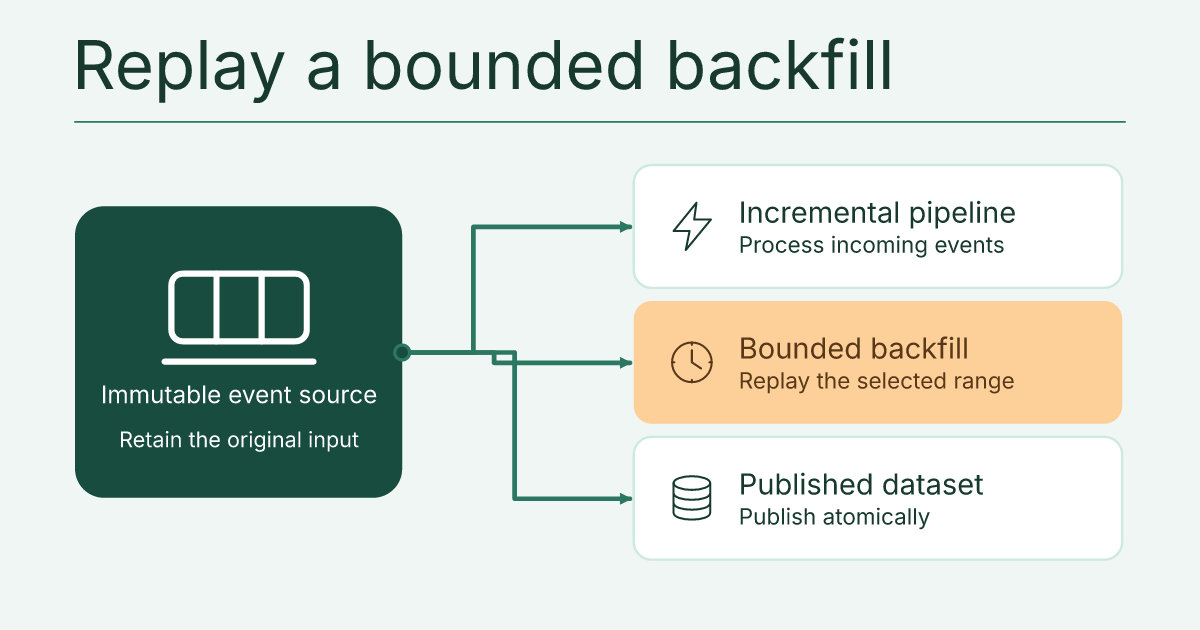 Replay a bounded backfill
Immutable event source
Retain the original input
Incremental pipeline
Process incoming events
Bounded backfill
Replay the selected range
Published dataset
Publish atomically